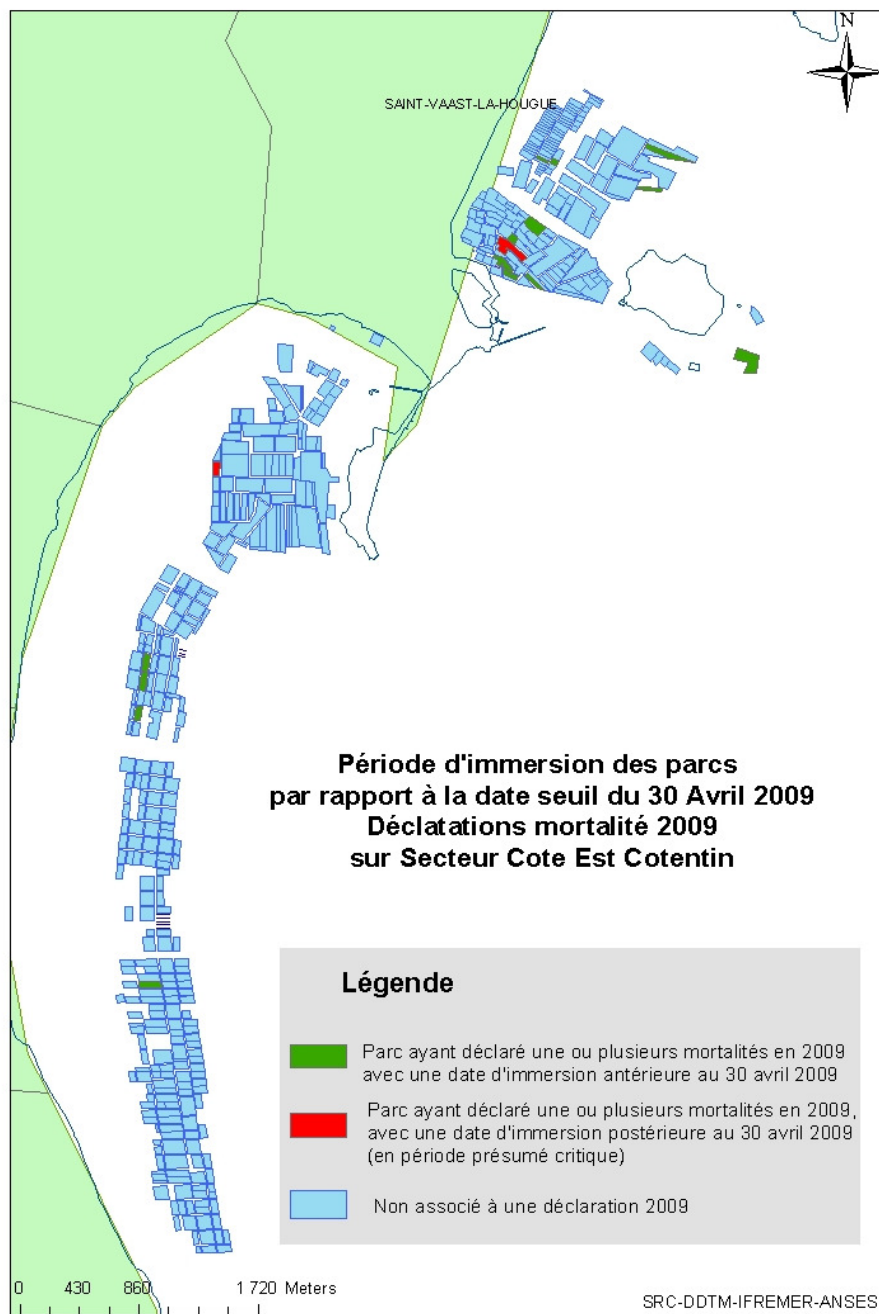 N
SAINT-VAAST-LA-HOUGUE
Période d'immersion des parcs
par rapport à la date seuil du 30 Avril 2009
Déclatations mortalité 2009
sur Secteur Cote Est Cotentin
Légende
Parc ayant déclaré une ou plusieurs mortalités en 2009
avec une date d'immersion antérieure au 30 avril 2009
Parc ayant déclaré une ou plusieurs mortalités en 2009,
avec une date d'immersion postérieure au 30 avril 2009
(en période présumé critique)
Non associé à une déclaration 2009
0 430 860 1 720 Meters
SRC-DDTM-IFREMER-ANSES